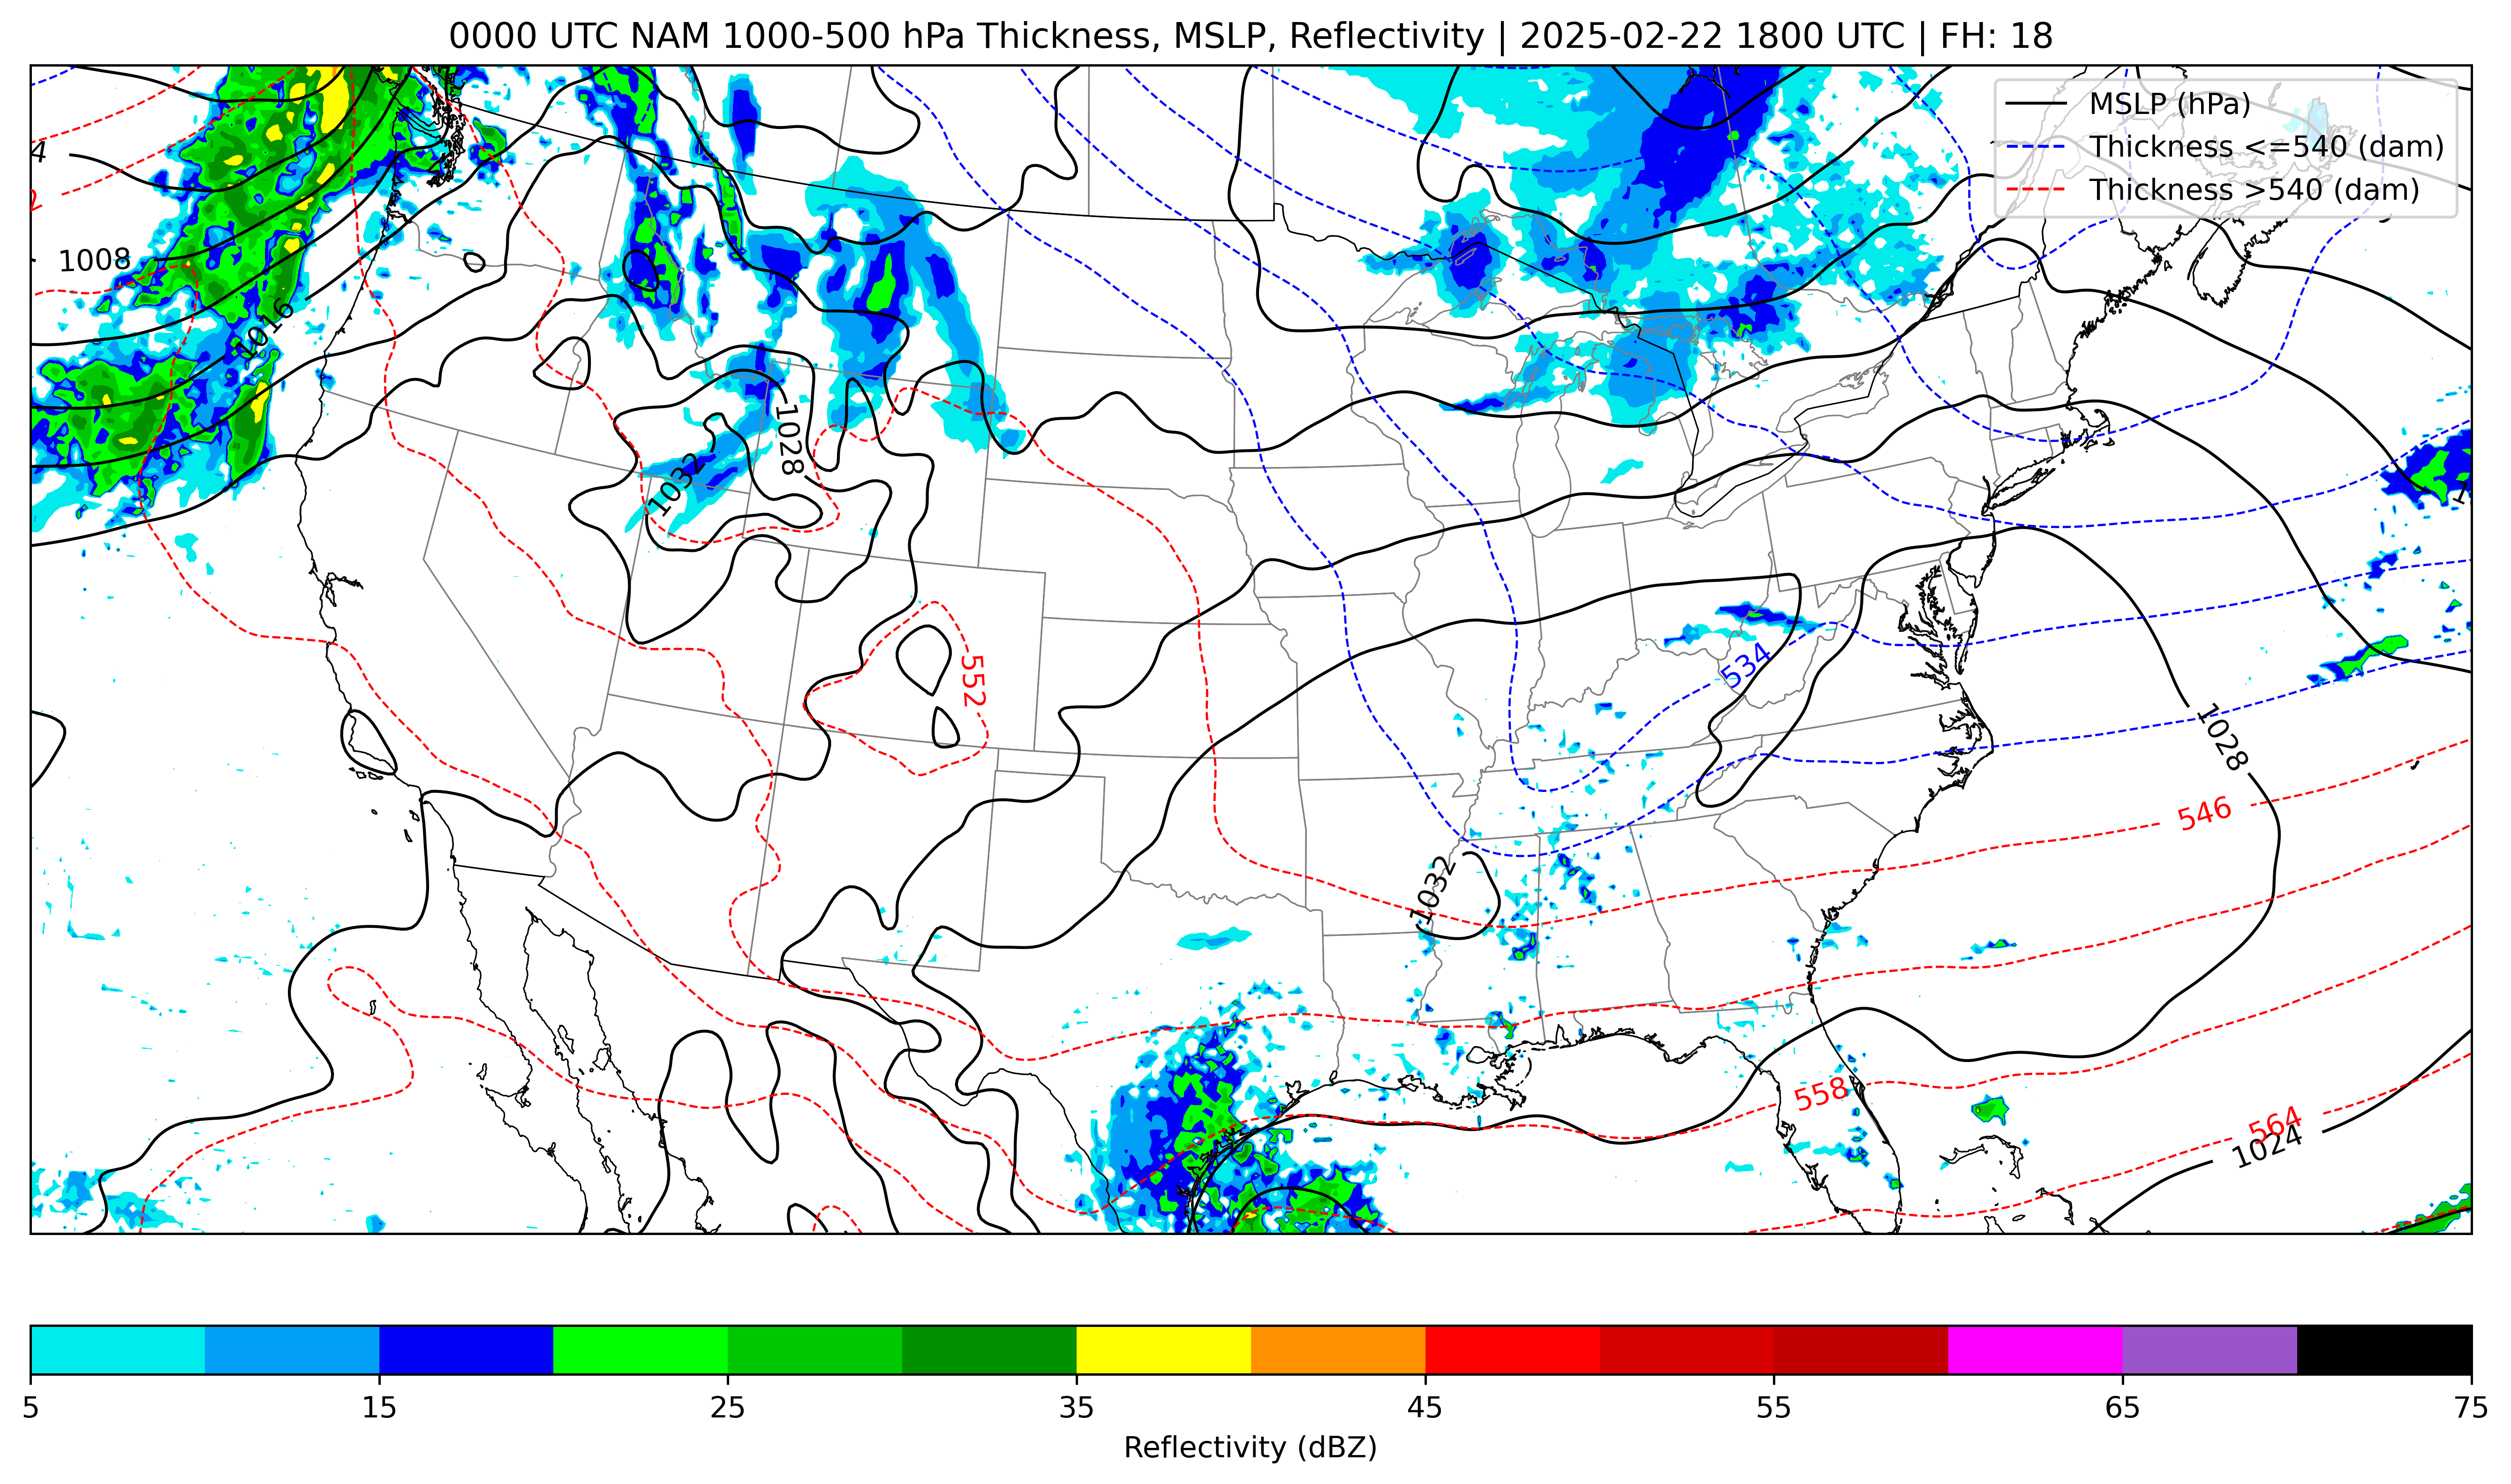 0000 UTC NAM 1000-500 hPa Thickness, MSLP, Reflectivity | 2025-02-22 1800 UTC | FH: 18
MSLP (hPa)
Thickness <=540 (dam)
Thickness >540 (dam)
4
2
1008
1016
1028
1032
552
534
1028
546
1032
558
564
1024
5 15 25 35 45 55 65 75
Reflectivity (dBZ)